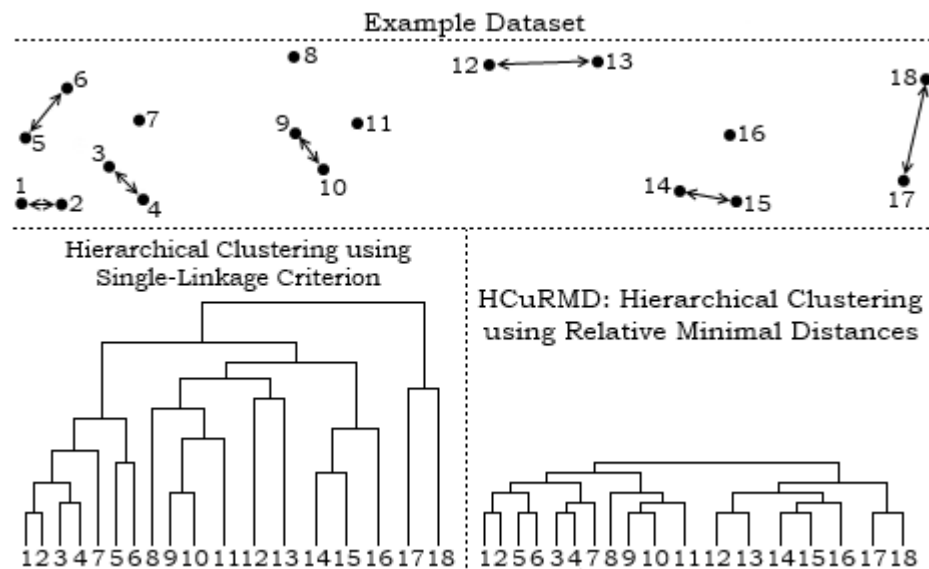 Example Dataset
8
12
13
6
18
7
9
11
5
16
3
10
14
17
1
2
4
15
Hierarchical Clustering using
Single-Linkage Criterion
HCuRMD: Hierarchical Clustering
using Relative Minimal Distances
1 2 3 4 7 5 6 8 9 10 11 12 13 14 15 16 17 18
1 2 5 6 3 4 7 8 9 10 11 12 13 14 15 16 17 18